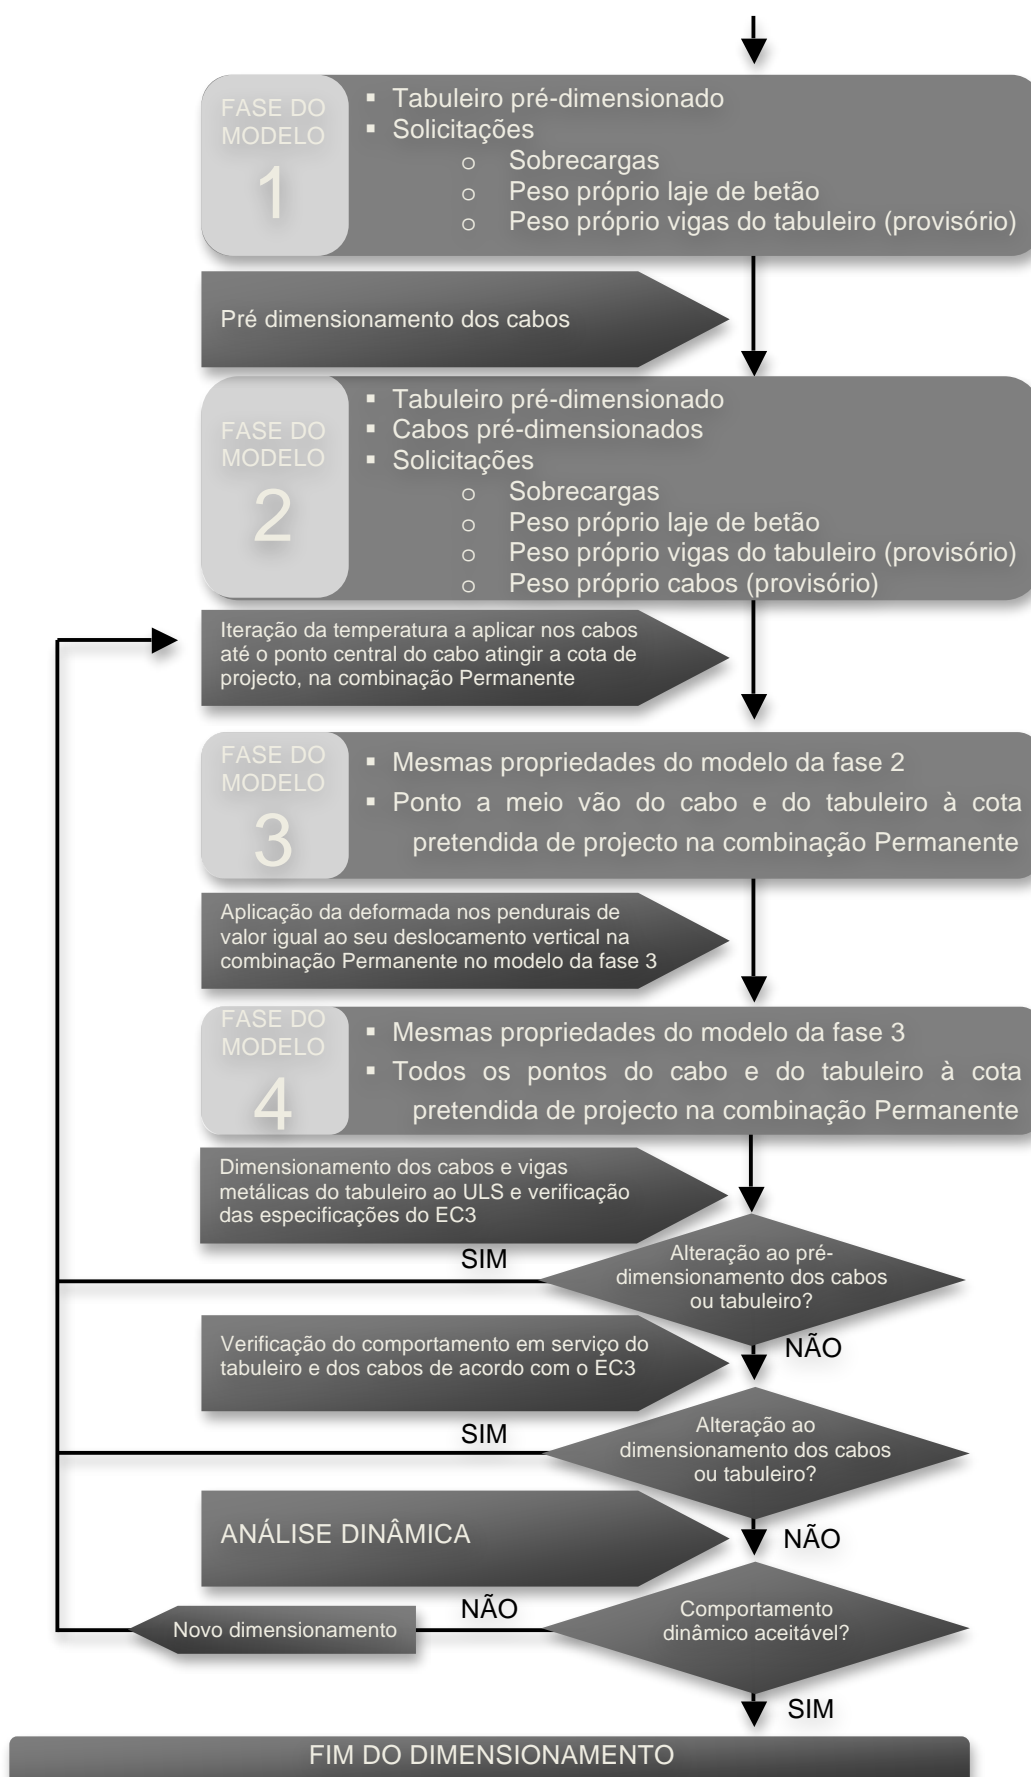 FASE DO
MODELO
1
▪ Tabuleiro pré-dimensionado
▪ Solicitações
o Sobrecargas
o Peso próprio laje de betão
o Peso próprio vigas do tabuleiro (provisório)
Pré dimensionamento dos cabos
FASE DO
MODELO
2
▪ Tabuleiro pré-dimensionado
▪ Cabos pré-dimensionados
▪ Solicitações
o Sobrecargas
o Peso próprio laje de betão
o Peso próprio vigas do tabuleiro (provisório)
o Peso próprio cabos (provisório)
Iteração da temperatura a aplicar nos cabos
até o ponto central do cabo atingir a cota de
projecto, na combinação Permanente
FASE DO
MODELO
3
▪ Mesmas propriedades do modelo da fase 2
▪ Ponto a meio vão do cabo e do tabuleiro à cota
pretendida de projecto na combinação Permanente
Aplicação da deformada nos pendurais de
valor igual ao seu deslocamento vertical na
combinação Permanente no modelo da fase 3
FASE DO
MODELO
4
▪ Mesmas propriedades do modelo da fase 3
▪ Todos os pontos do cabo e do tabuleiro à cota
pretendida de projecto na combinação Permanente
Dimensionamento dos cabos e vigas
metálicas do tabuleiro ao ULS e verificação
das especificações do EC3
SIM
Alteração ao pré-
dimensionamento dos cabos
ou tabuleiro?
NÃO
Verificação do comportamento em serviço do
tabuleiro e dos cabos de acordo com o EC3
SIM
Alteração ao
dimensionamento dos cabos
ou tabuleiro?
NÃO
ANÁLISE DINÂMICA
NÃO
Comportamento
dinâmico aceitável?
Novo dimensionamento
SIM
FIM DO DIMENSIONAMENTO